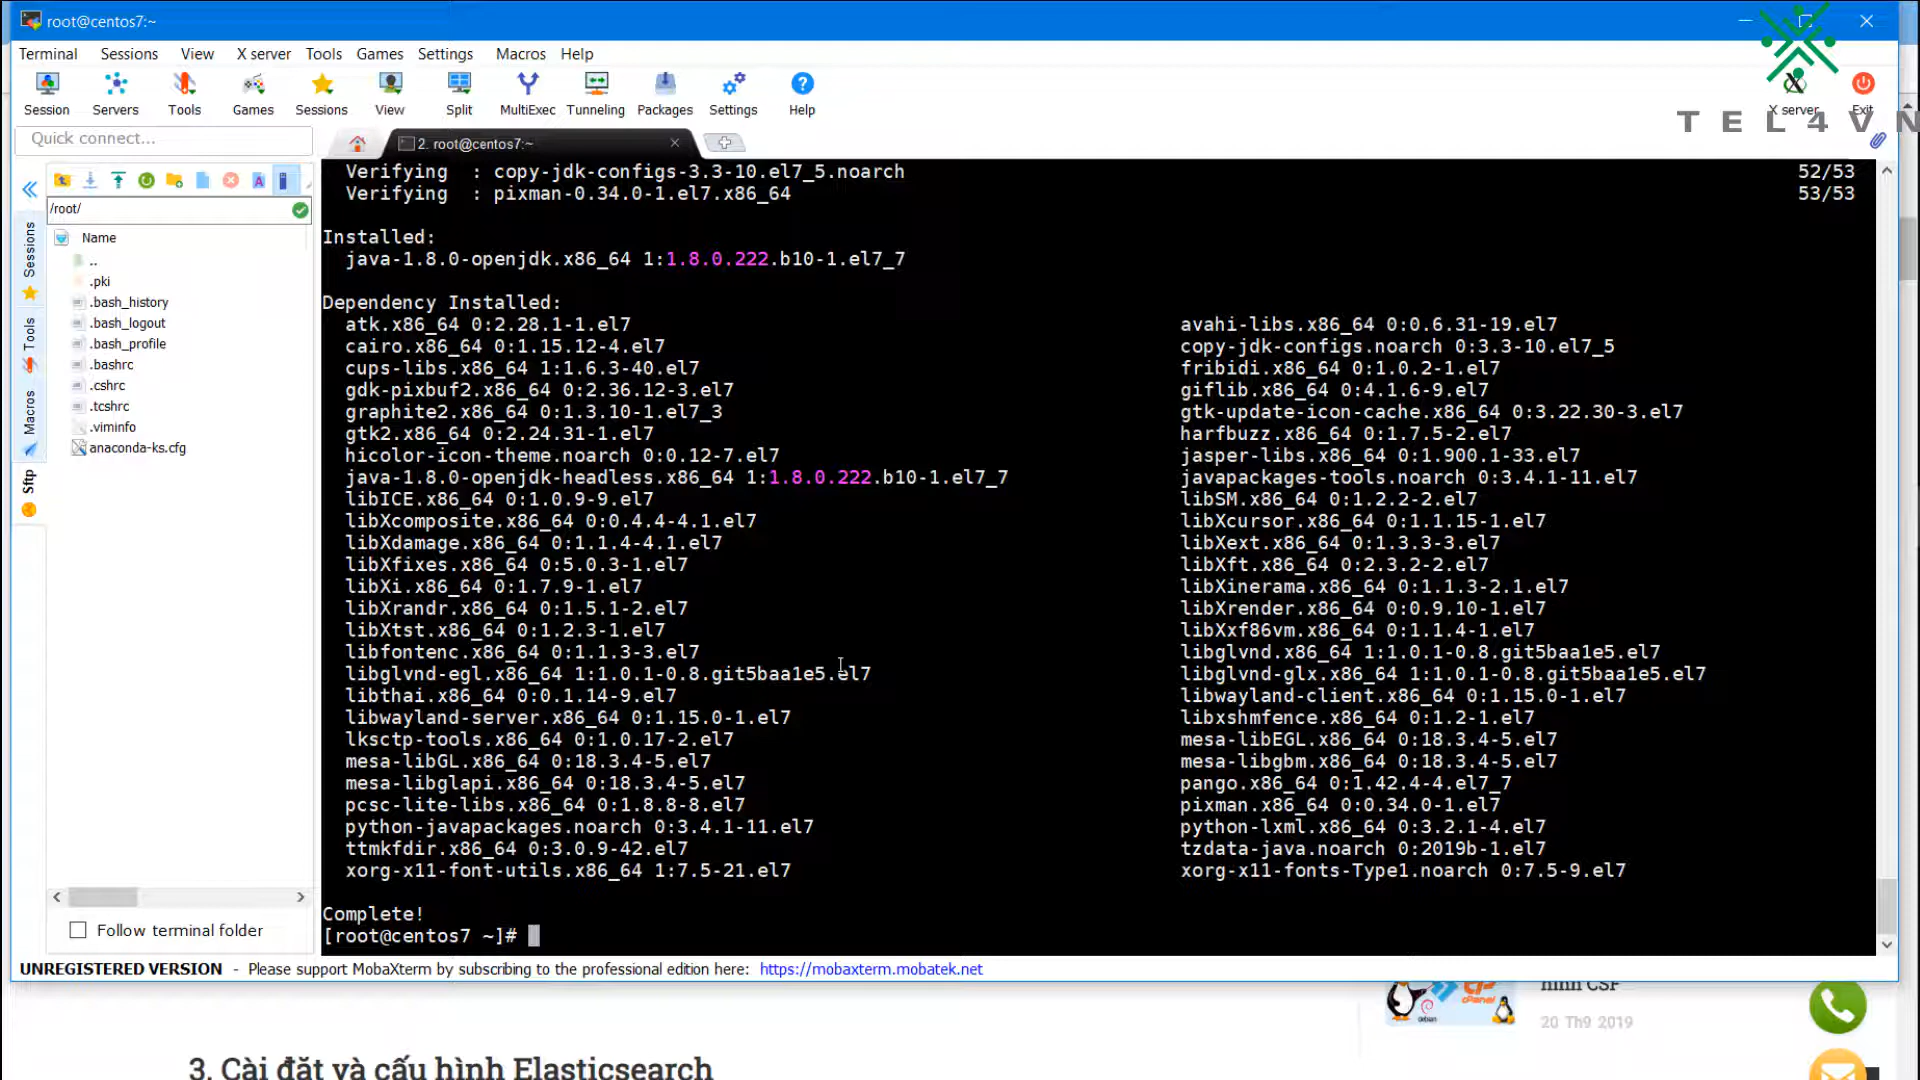 root@centos7:~
Terminal Sessions View X server Tools Games Settings Macros Help
Session Servers Tools Games Sessions View Split MultiExec Tunneling Packages Settings Help X server Exit
TEL4VN
Quick connect...
2. root@centos7:~
/root/
Name
..
.pki
.bash_history
.bash_logout
.bash_profile
.bashrc
.cshrc
.tcshrc
.viminfo
anaconda-ks.cfg
Sessions
Tools
Macros
Sftp
Follow terminal folder
Verifying : copy-jdk-configs-3.3-10.el7_5.noarch 52/53
Verifying : pixman-0.34.0-1.el7.x86_64 53/53
Installed:
java-1.8.0-openjdk.x86_64 1:1.8.0.222.b10-1.el7_7
Dependency Installed:
atk.x86_64 0:2.28.1-1.el7 avahi-libs.x86_64 0:0.6.31-19.el7
cairo.x86_64 0:1.15.12-4.el7 copy-jdk-configs.noarch 0:3.3-10.el7_5
cups-libs.x86_64 1:1.6.3-40.el7 fribidi.x86_64 0:1.0.2-1.el7
gdk-pixbuf2.x86_64 0:2.36.12-3.el7 giflib.x86_64 0:4.1.6-9.el7
graphite2.x86_64 0:1.3.10-1.el7_3 gtk-update-icon-cache.x86_64 0:3.22.30-3.el7
gtk2.x86_64 0:2.24.31-1.el7 harfbuzz.x86_64 0:1.7.5-2.el7
hicolor-icon-theme.noarch 0:0.12-7.el7 jasper-libs.x86_64 0:1.900.1-33.el7
java-1.8.0-openjdk-headless.x86_64 1:1.8.0.222.b10-1.el7_7 javapackages-tools.noarch 0:3.4.1-11.el7
libICE.x86_64 0:1.0.9-9.el7 libSM.x86_64 0:1.2.2-2.el7
libXcomposite.x86_64 0:0.4.4-4.1.el7 libXcursor.x86_64 0:1.1.15-1.el7
libXdamage.x86_64 0:1.1.4-4.1.el7 libXext.x86_64 0:1.3.3-3.el7
libXfixes.x86_64 0:5.0.3-1.el7 libXft.x86_64 0:2.3.2-2.el7
libXi.x86_64 0:1.7.9-1.el7 libXinerama.x86_64 0:1.1.3-2.1.el7
libXrandr.x86_64 0:1.5.1-2.el7 libXrender.x86_64 0:0.9.10-1.el7
libXtst.x86_64 0:1.2.3-1.el7 libXxf86vm.x86_64 0:1.1.4-1.el7
libfontenc.x86_64 0:1.1.3-3.el7 libglvnd.x86_64 1:1.0.1-0.8.git5baa1e5.el7
libglvnd-egl.x86_64 1:1.0.1-0.8.git5baa1e5.el7 libglvnd-glx.x86_64 1:1.0.1-0.8.git5baa1e5.el7
libthai.x86_64 0:0.1.14-9.el7 libwayland-client.x86_64 0:1.15.0-1.el7
libwayland-server.x86_64 0:1.15.0-1.el7 libxshmfence.x86_64 0:1.2-1.el7
lksctp-tools.x86_64 0:1.0.17-2.el7 mesa-libEGL.x86_64 0:18.3.4-5.el7
mesa-libGL.x86_64 0:18.3.4-5.el7 mesa-libgbm.x86_64 0:18.3.4-5.el7
mesa-libglapi.x86_64 0:18.3.4-5.el7 pango.x86_64 0:1.42.4-4.el7_7
pcsc-lite-libs.x86_64 0:1.8.8-8.el7 pixman.x86_64 0:0.34.0-1.el7
python-javapackages.noarch 0:3.4.1-11.el7 python-lxml.x86_64 0:3.2.1-4.el7
ttmkfdir.x86_64 0:3.0.9-42.el7 tzdata-java.noarch 0:2019b-1.el7
xorg-x11-font-utils.x86_64 1:7.5-21.el7 xorg-x11-fonts-Type1.noarch 0:7.5-9.el7
Complete!
[root@centos7 ~]#
UNREGISTERED VERSION - Please support MobaXterm by subscribing to the professional edition here: https://mobaxterm.mobatek.net
hình CSF
cPanel
debian
20 Th9 2019
3. Cài đặt và cấu hình Elasticsearch